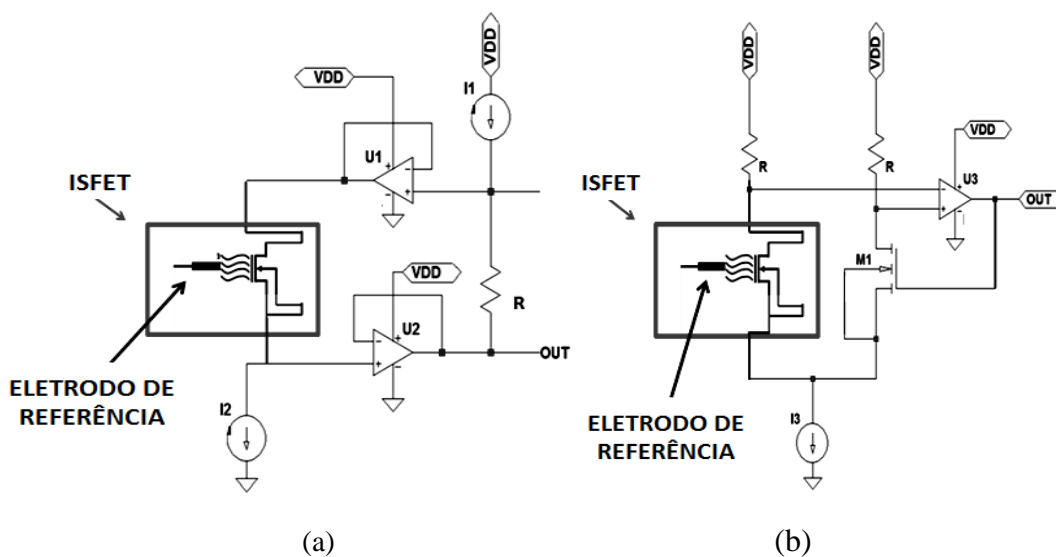 VDD
I1
VDD
U1
ISFET
R
VDD
U2
OUT
ELETRODO DE
REFERÊNCIA
I2
(a)
VDD
VDD
R
R
VDD
U3
OUT
ISFET
M1
ELETRODO DE
REFERÊNCIA
I3
(b)